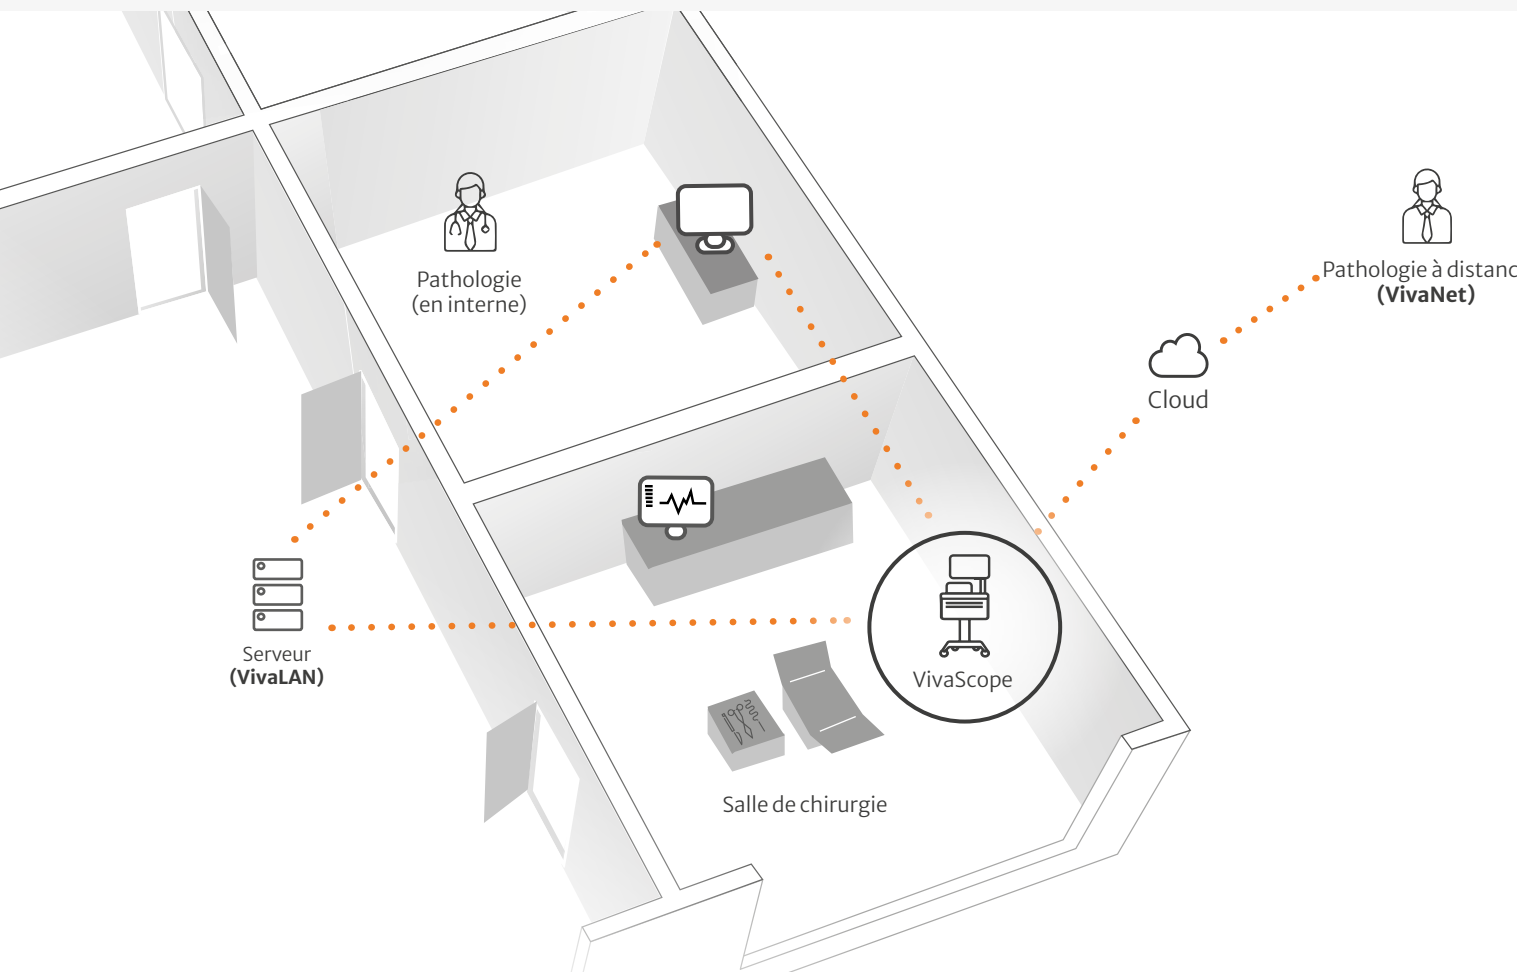 Pathologie
(en interne)
Pathologie à distanc
(VivaNet)
Cloud
Serveur
(VivaLAN)
VivaScope
Salle de chirurgie